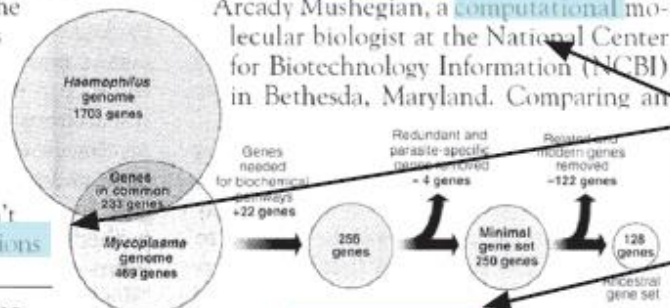 Arcady Mushegian, a computational mo-
lecular biologist at the National Center
for Biotechnology Information (NCBI)
in Bethesda, Maryland. Comparing an
Haemophilus
genome
1703 genes
Genes
in common
233 genes
Mycoplasma
genome
469 genes
Genes
needed
for biochemical
pathways
+22 genes
256
genes
Redundant and
parasite-specific
genes removed
- 4 genes
Minimal
gene set
250 genes
Related and
modern genes
removed
-122 genes
128
genes
Ancestral
gene set
ions